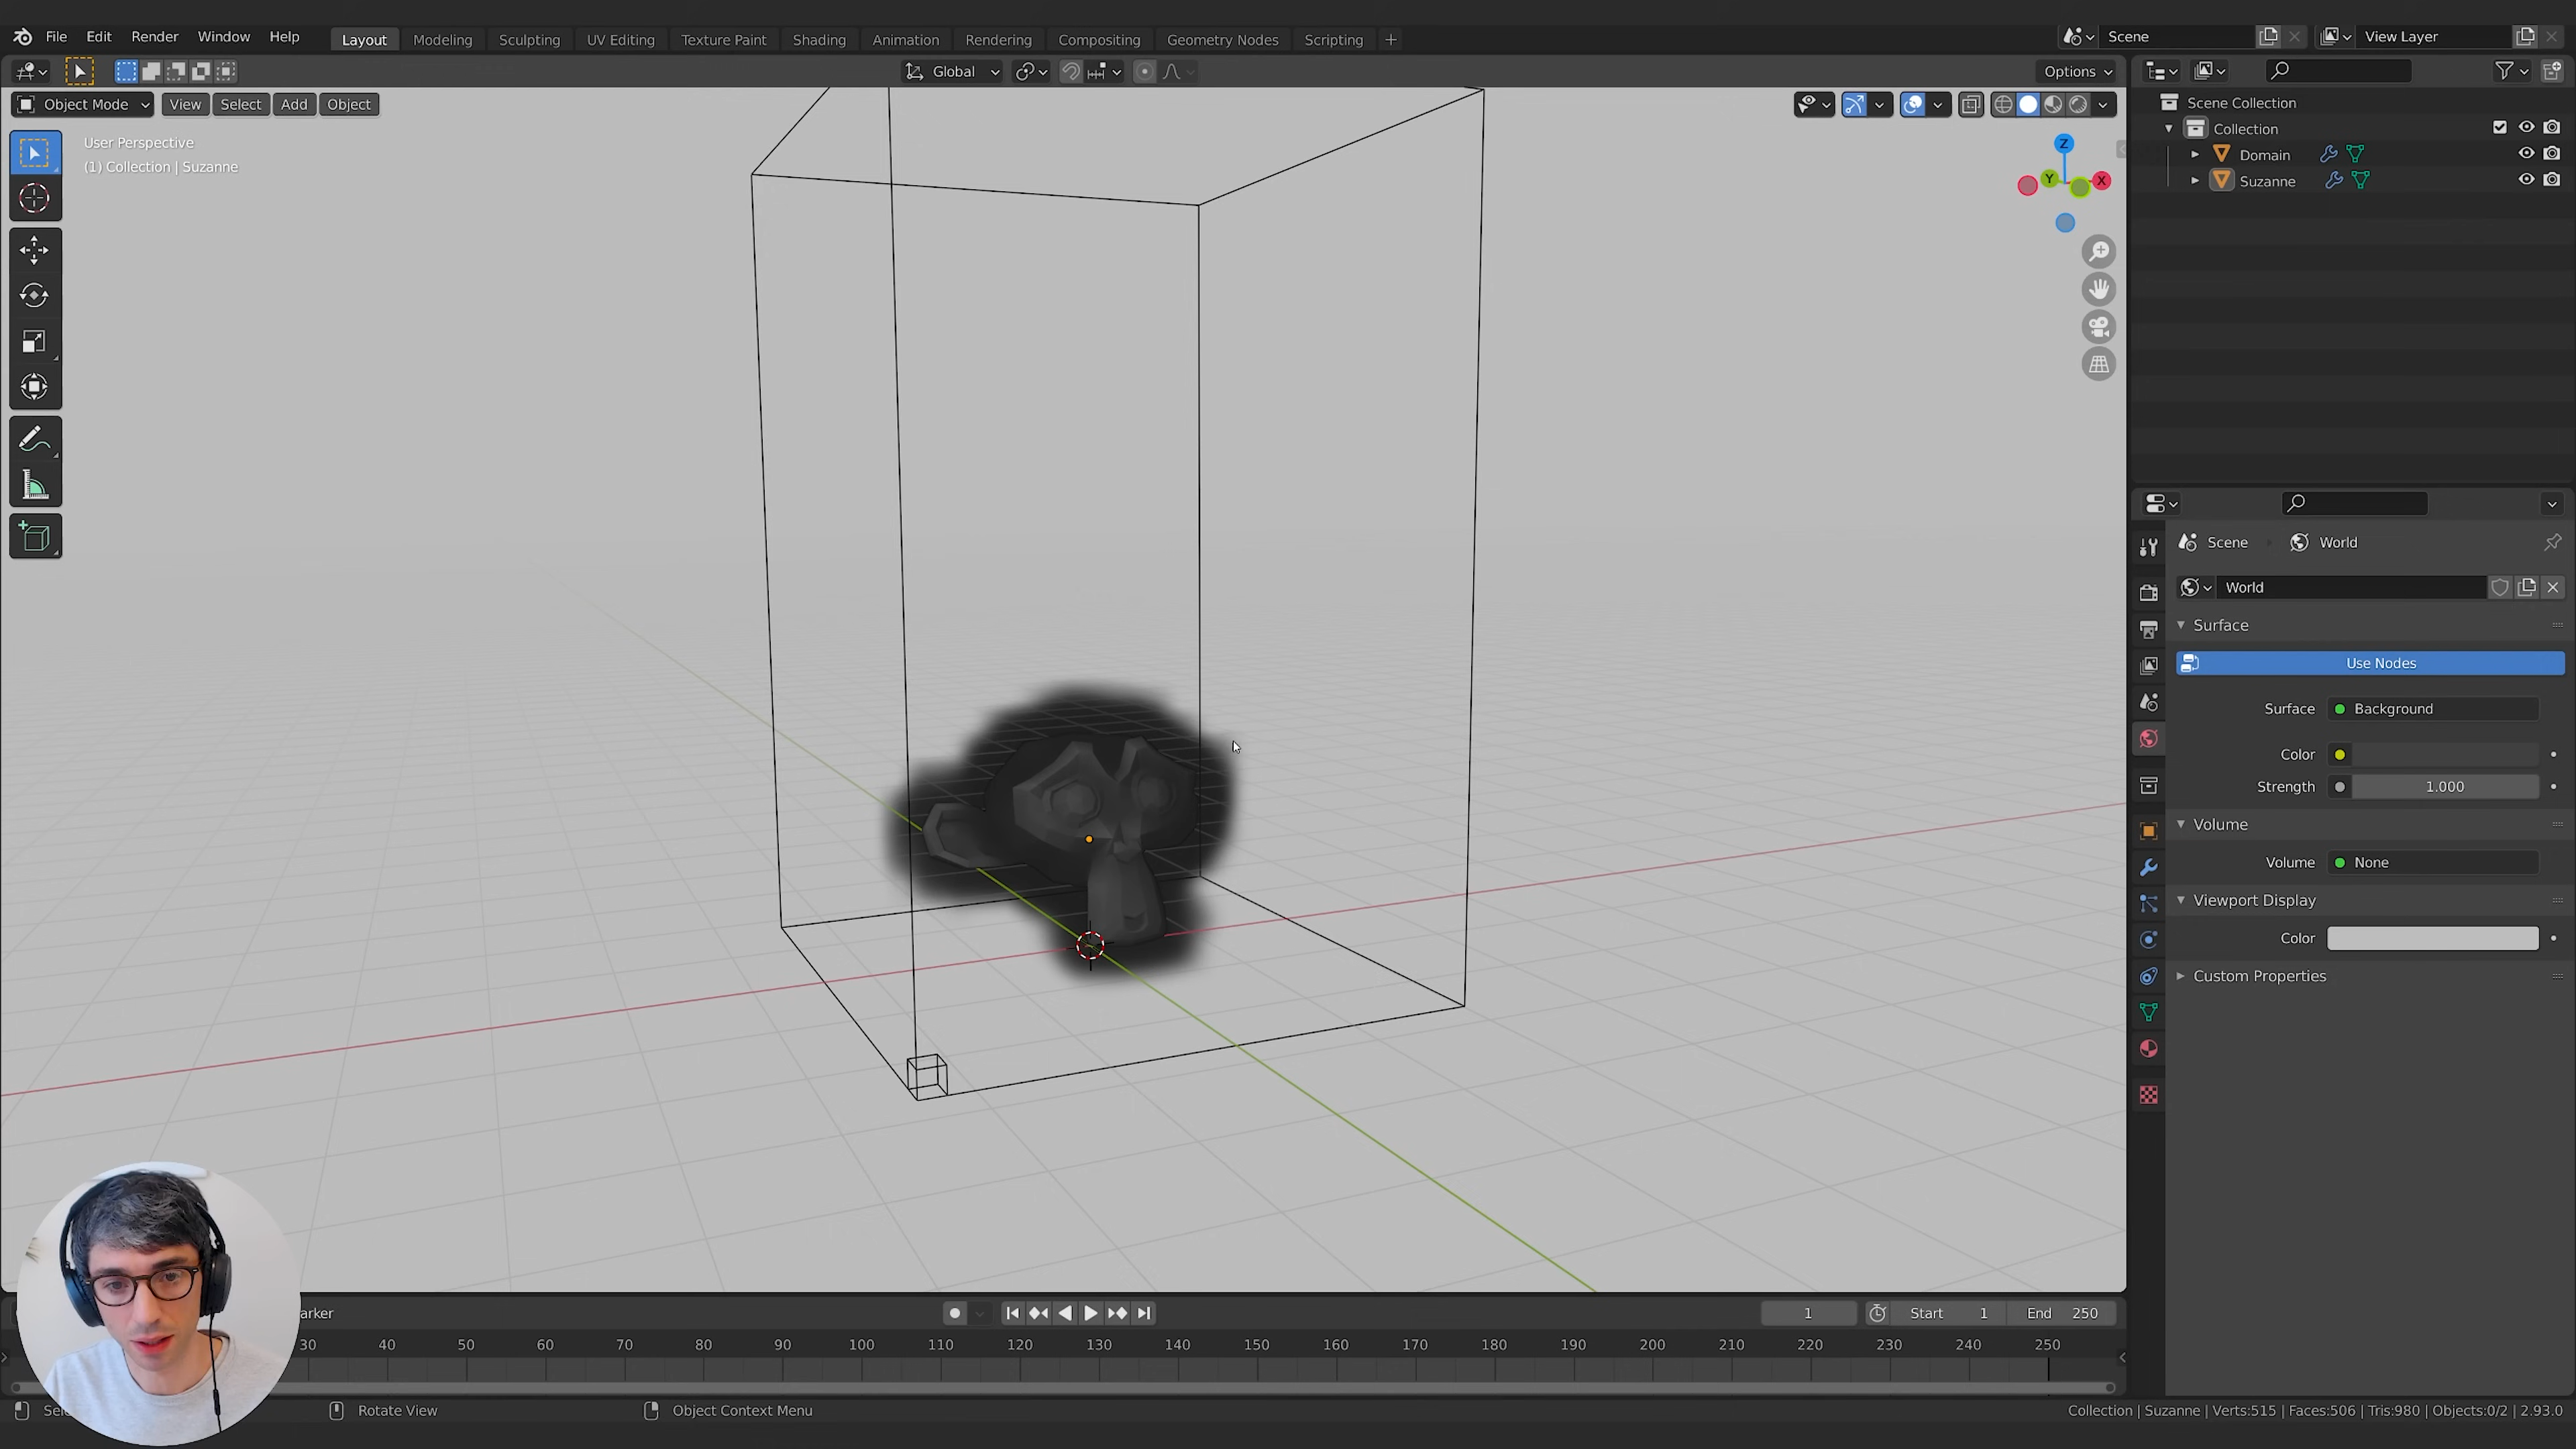 File Edit Render Window Help Layout Modeling Sculpting UV Editing Texture Paint Shading Animation Rendering Compositing Geometry Nodes Scripting + Scene View Layer
Global Options
Object Mode View Select Add Object
User Perspective
(1) Collection | Suzanne
Z
Y X
Scene Collection
Collection
Domain
Suzanne
Scene World
World
Surface
Use Nodes
Surface Background
Color
Strength 1.000
Volume
Volume None
Viewport Display
Color
Custom Properties
arker 1 Start 1 End 250
30 40 50 60 70 80 90 100 110 120 130 140 150 160 170 180 190 200 210 220 230 240 250
Sele Rotate View Object Context Menu Collection | Suzanne | Verts:515 | Faces:506 | Tris:980 | Objects:0/2 | 2.93.0